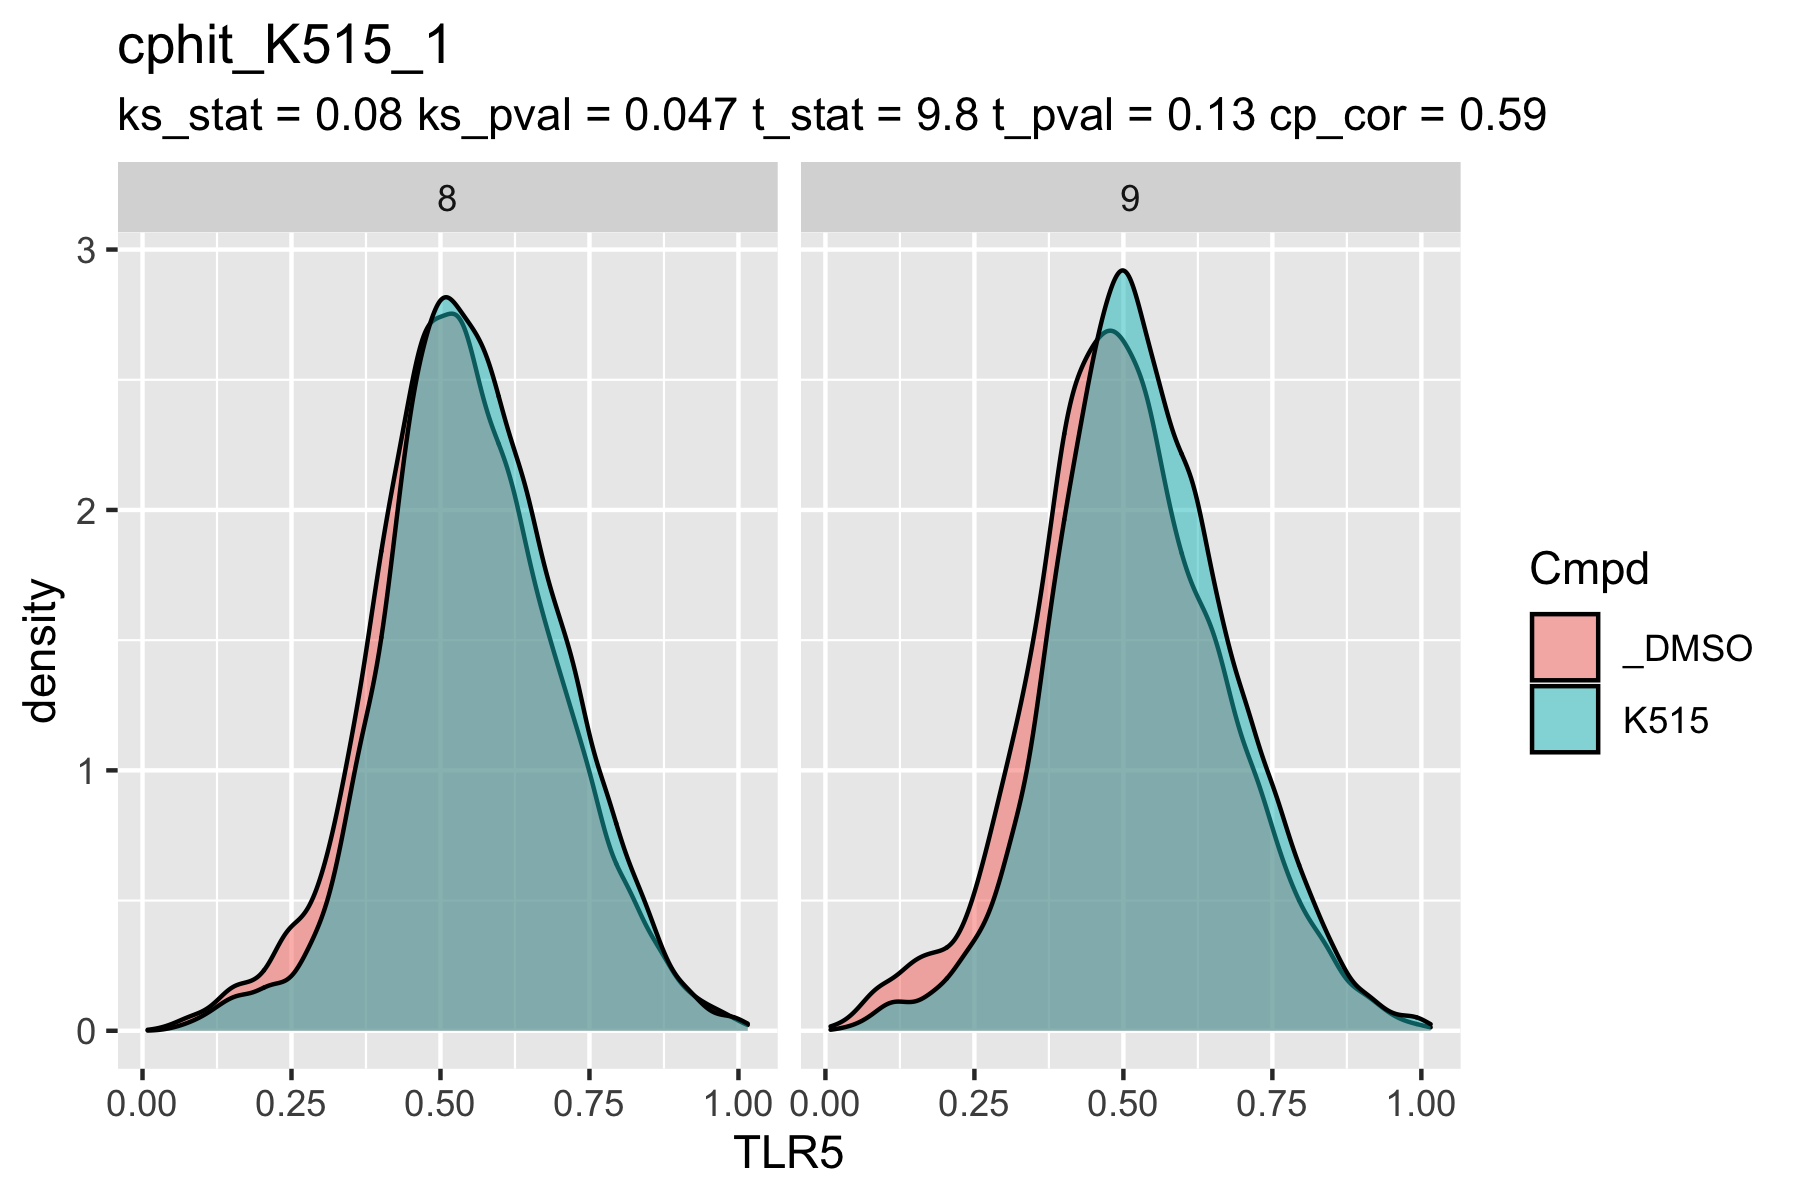 cphit_K515_1
ks_stat = 0.08 ks_pval = 0.047 t_stat = 9.8 t_pval = 0.13 cp_cor = 0.59
8
9
3
2
1
0
density
0.00 0.25 0.50 0.75 1.00
0.00 0.25 0.50 0.75 1.00
TLR5
Cmpd
_DMSO
K515